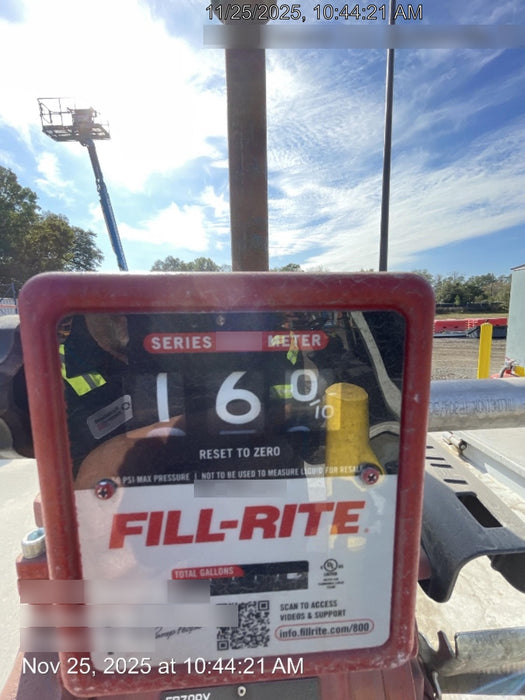 11/25/2025, 10:44:21 AM
SERIES METER
1 6 0/10
RESET TO ZERO
PSI MAX PRESSURE | NOT TO BE USED TO MEASURE LIQUID FOR RESALE
FILL-RITE
TOTAL GALLONS
UL
SCAN TO ACCESS
VIDEOS & SUPPORT
info.fillrite.com/800
Nov 25, 2025 at 10:44:21 AM